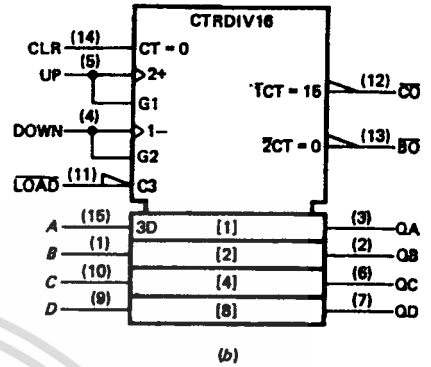 CTRDIV16
CLR (14) CT = 0
UP (5) 2+
G1
1CT = 15 (12) CO
DOWN (4) 1–
G2
2CT = 0 (13) BO
LOAD (11) C3
A (15) 3D [1] (3) QA
B (1) [2] (2) QB
C (10) [4] (6) QC
D (9) [8] (7) QD
(b)